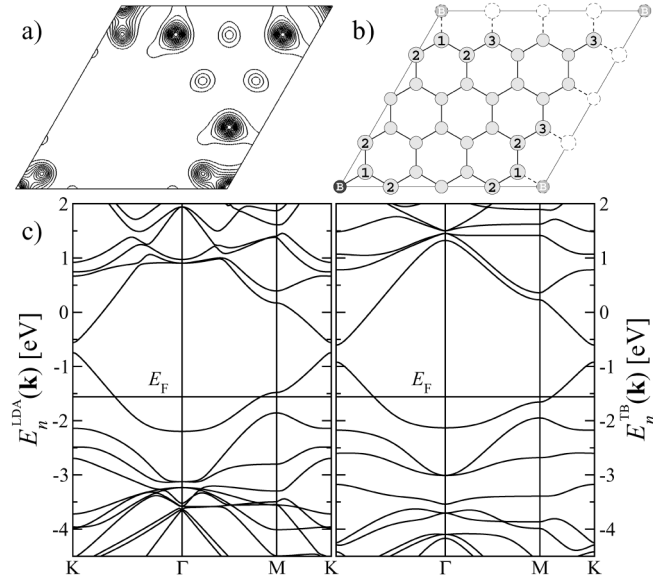 a)
b)
B B
1 3 3
2 2
3
2 2
1 1
B 2 2 B
c)
2 2
1 1
0 0
-1 -1
E_F E_F
-2 -2
-3 -3
-4 -4
E_n^LDA(k) [eV]
E_n^TB(k) [eV]
K Γ M K Γ M K